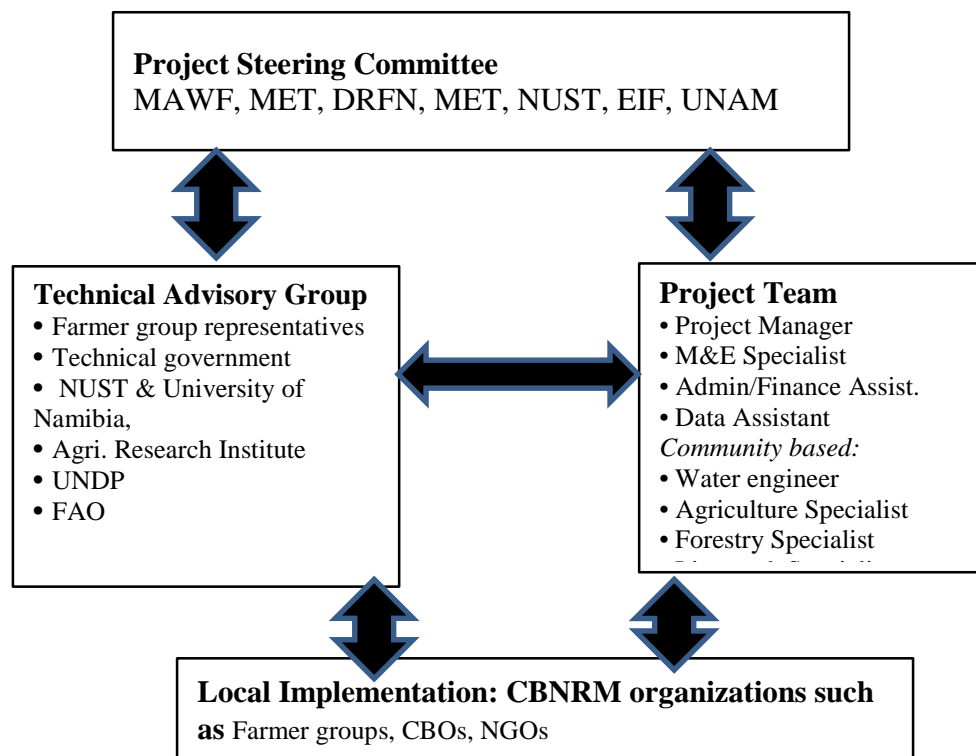 Project Steering Committee
MAWF, MET, DRFN, MET, NUST, EIF, UNAM
Technical Advisory Group
• Farmer group representatives
• Technical government
• NUST & University of
Namibia,
• Agri. Research Institute
• UNDP
• FAO
Project Team
• Project Manager
• M&E Specialist
• Admin/Finance Assist.
• Data Assistant
Community based:
• Water engineer
• Agriculture Specialist
• Forestry Specialist
Local Implementation: CBNRM organizations such
as Farmer groups, CBOs, NGOs